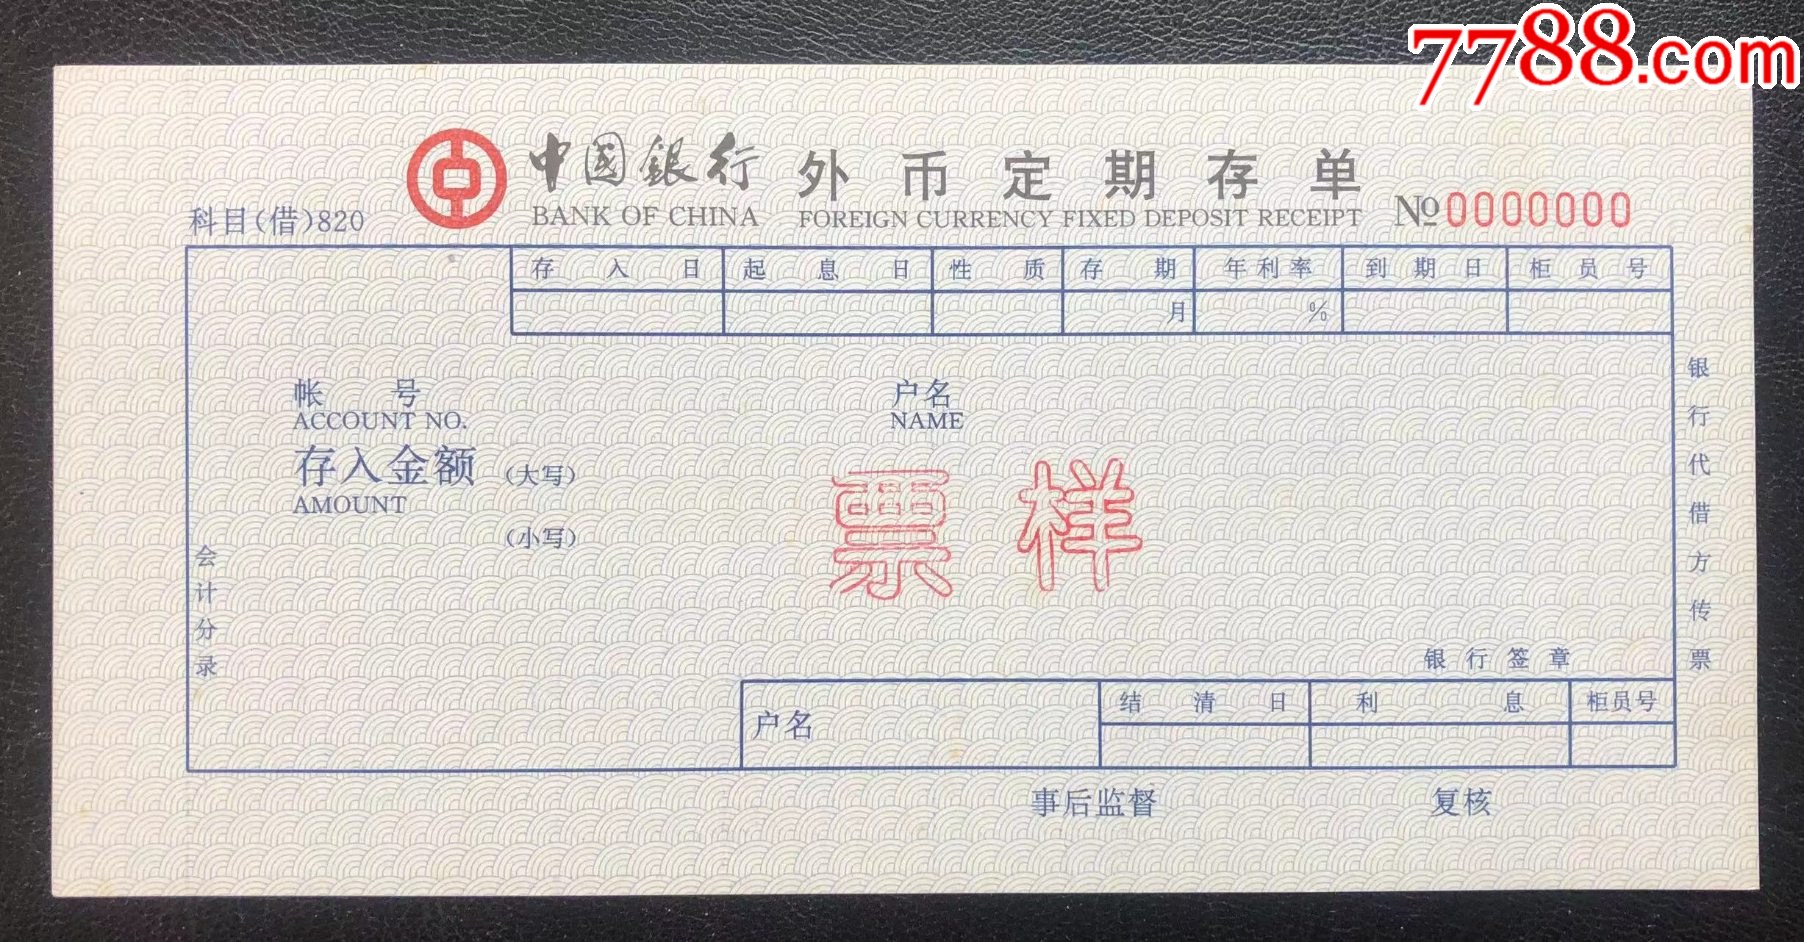 7788.com
中国銀行 外币定期存单
科目(借)820 BANK OF CHINA FOREIGN CURRENCY FIXED DEPOSIT RECEIPT №0000000
存入日 起息日 性质 存期 年利率 到期日 柜员号
月 %
帐号 户名
ACCOUNT NO. NAME
存入金额 (大写)
AMOUNT
(小写)
票样
会计分录
银行代借方传票
银行签章
户名 结清日 利息 柜员号
事后监督 复核